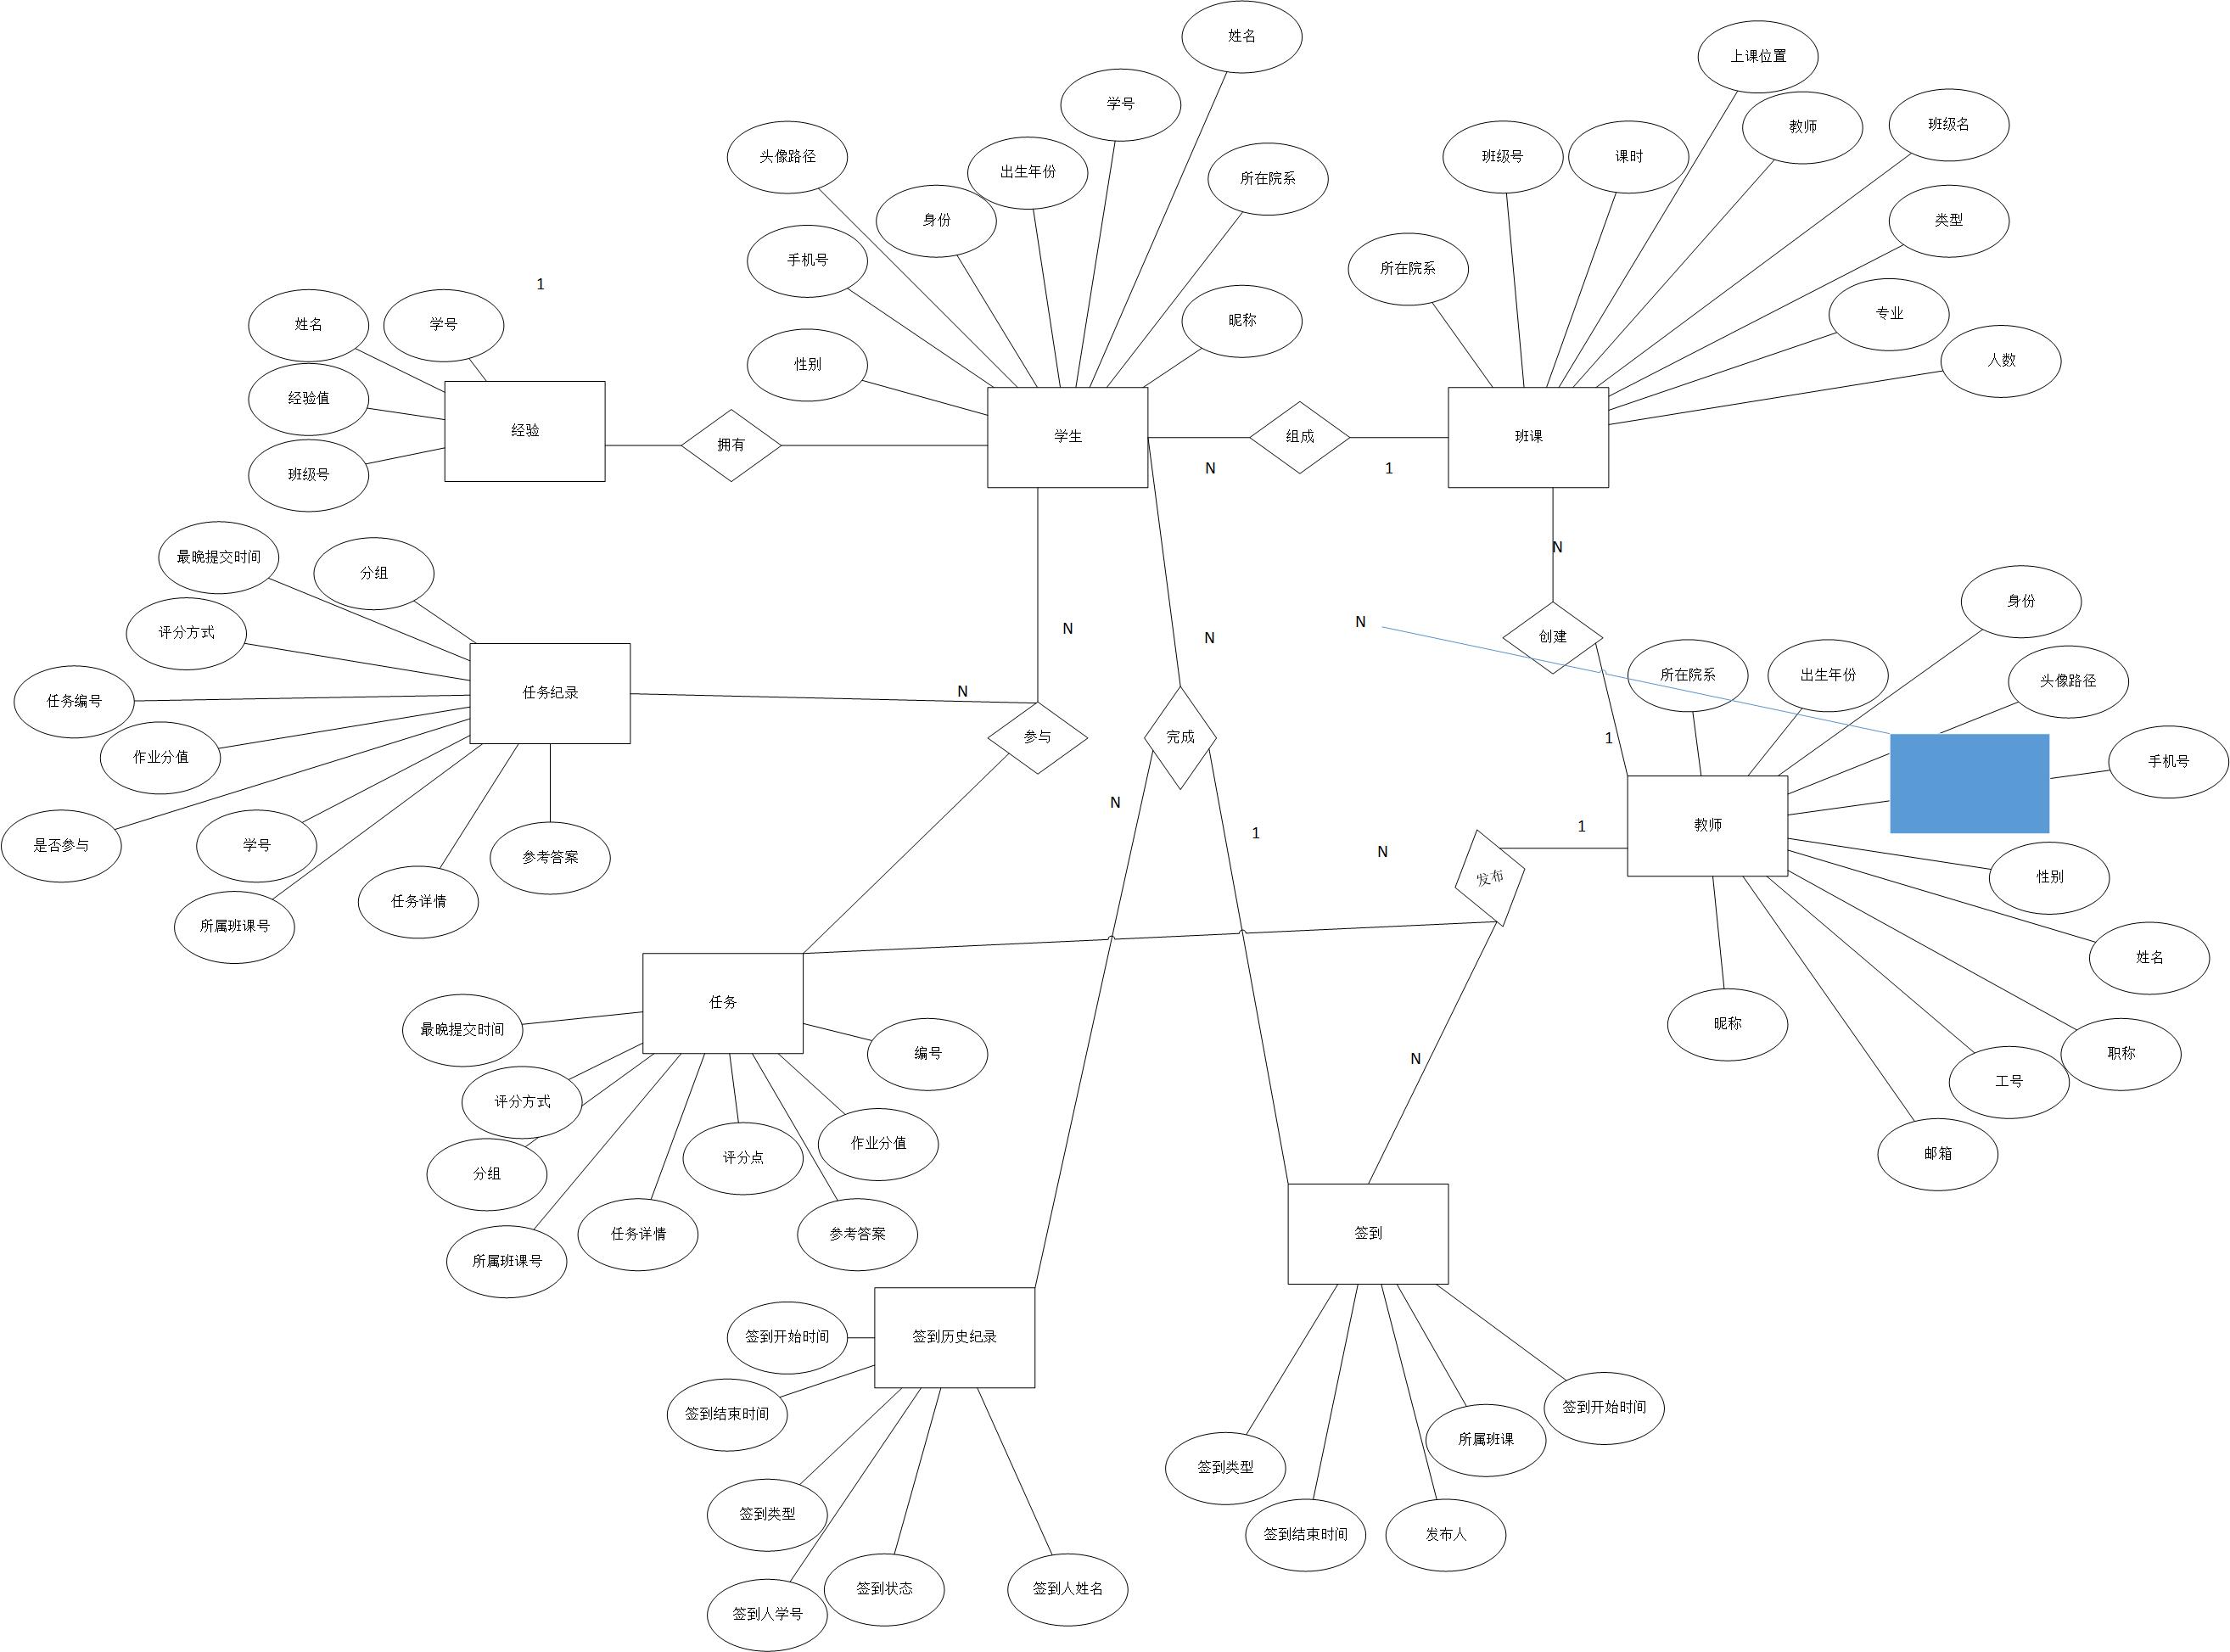 姓名
上课位置
学号
教师
班级名
头像路径
出生年份
所在院系
班级号
课时
身份
类型
手机号
所在院系
1
专业
姓名
学号
昵称
人数
性别
经验值
经验
拥有
学生
组成
班课
班级号
N
1
最晚提交时间
分组
N
评分方式
N
N
N
创建
身份
任务编号
任务纪录
N
所在院系
出生年份
头像路径
作业分值
参与
完成
1
手机号
是否参与
学号
参考答案
N
1
N
1
教师
任务详情
所属班课号
发布
性别
姓名
最晚提交时间
任务
编号
昵称
职称
N
工号
评分方式
分组
评分点
作业分值
邮箱
所属班课号
任务详情
参考答案
签到
签到开始时间
签到历史纪录
签到结束时间
签到开始时间
所属班课
签到类型
签到类型
签到结束时间
发布人
签到人学号
签到状态
签到人姓名